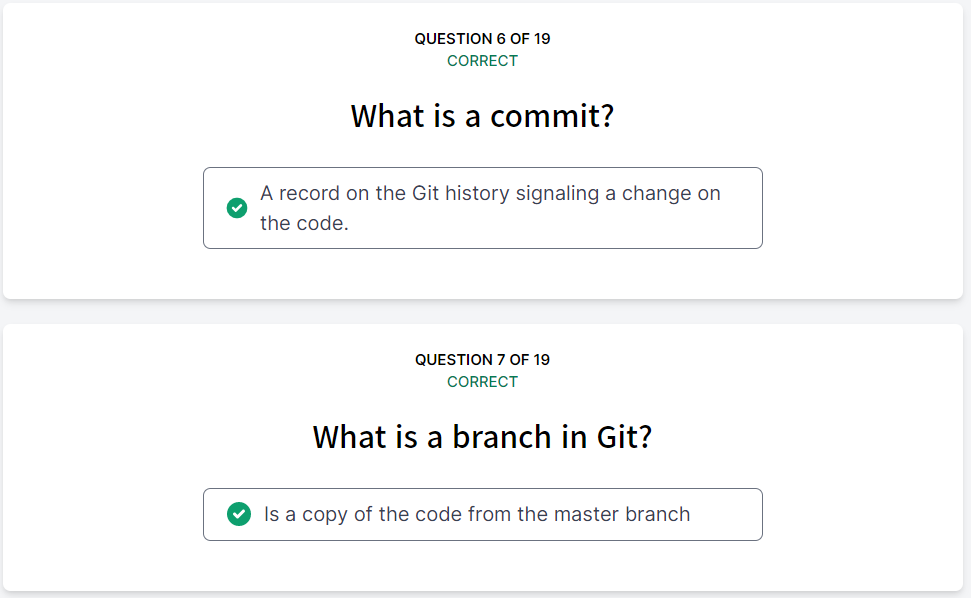 QUESTION 6 OF 19
CORRECT
What is a commit?
A record on the Git history signaling a change on
the code.
QUESTION 7 OF 19
CORRECT
What is a branch in Git?
Is a copy of the code from the master branch